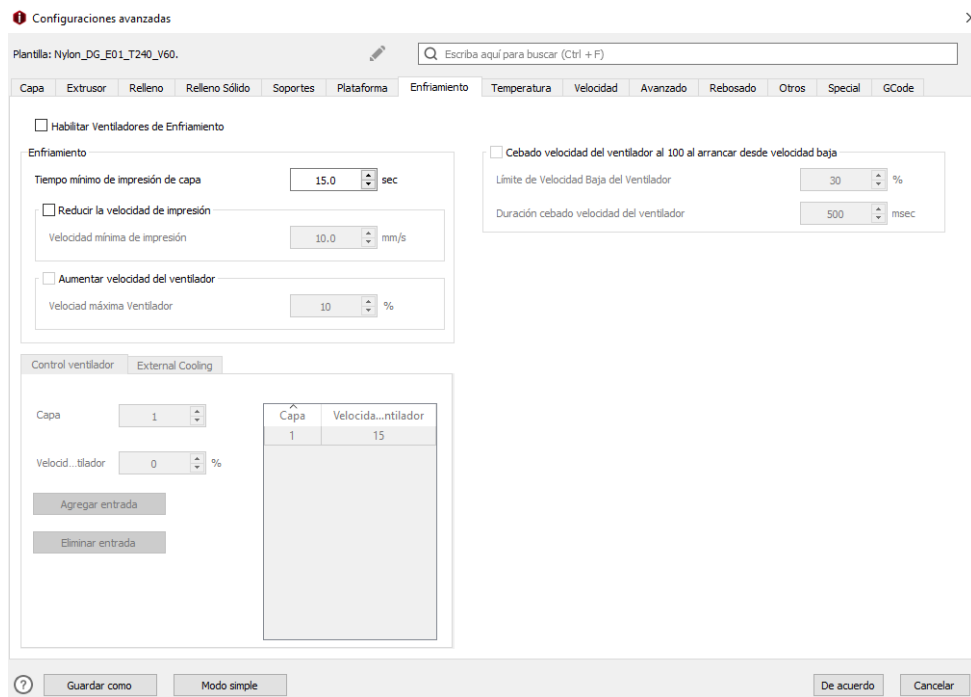 Configuraciones avanzadas
Plantilla: Nylon_DG_E01_T240_V60.
Escriba aquí para buscar (Ctrl + F)
Capa Extrusor Relleno Relleno Sólido Soportes Plataforma Enfriamiento Temperatura Velocidad Avanzado Rebosado Otros Special GCode
Habilitar Ventiladores de Enfriamiento
Enfriamiento
Tiempo mínimo de impresión de capa 15.0 sec
Reducir la velocidad de impresión
Velocidad mínima de impresión 10.0 mm/s
Aumentar velocidad del ventilador
Velociad máxima Ventilador 10 %
Cebado velocidad del ventilador al 100 al arrancar desde velocidad baja
Límite de Velocidad Baja del Ventilador 30 %
Duración cebado velocidad del ventilador 500 msec
Control ventilador External Cooling
Capa 1
Velocid...tilador 0 %
Agregar entrada
Eliminar entrada
Capa Velocida...ntilador
1 15
? Guardar como Modo simple De acuerdo Cancelar